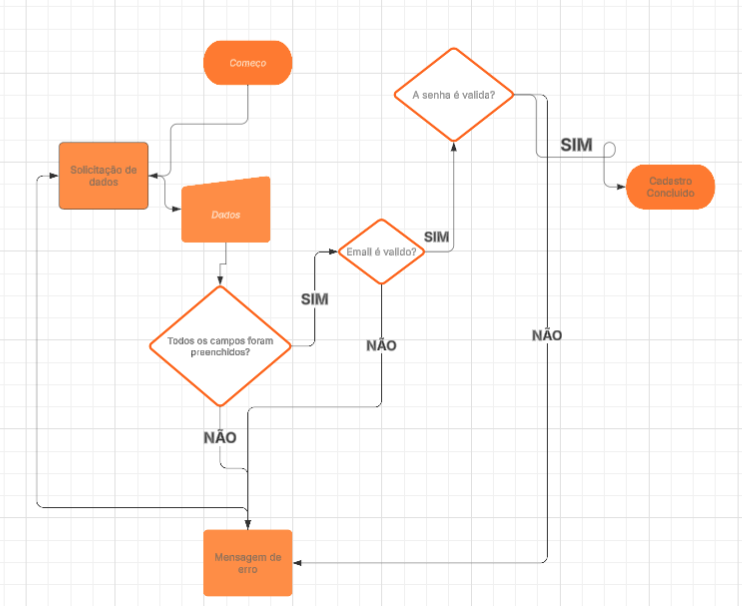 Começo
Solicitação de
dados
Dados
Todos os campos foram
preenchidos?
SIM
NÃO
Email é valido?
SIM
NÃO
A senha é valida?
SIM
NÃO
Cadastro
Concluído
Mensagem de
erro